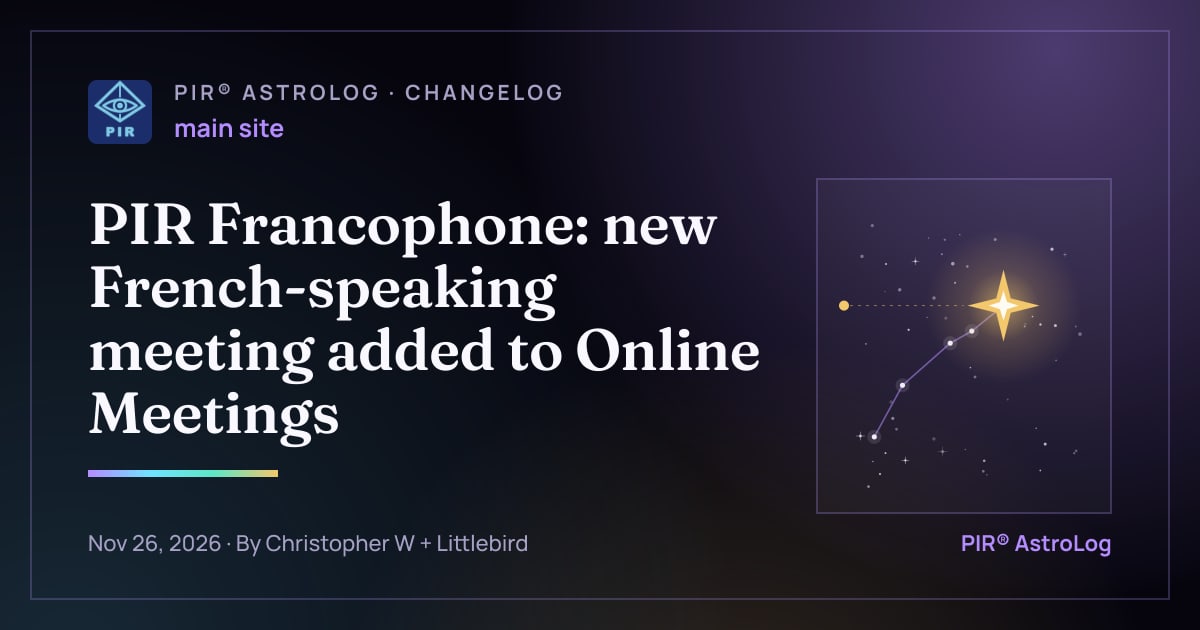 PIR® ASTROLOG · CHANGELOG
PIR
main site
PIR Francophone: new
French-speaking
meeting added to Online
Meetings
Nov 26, 2026 · By Christopher W + Littlebird
PIR® AstroLog